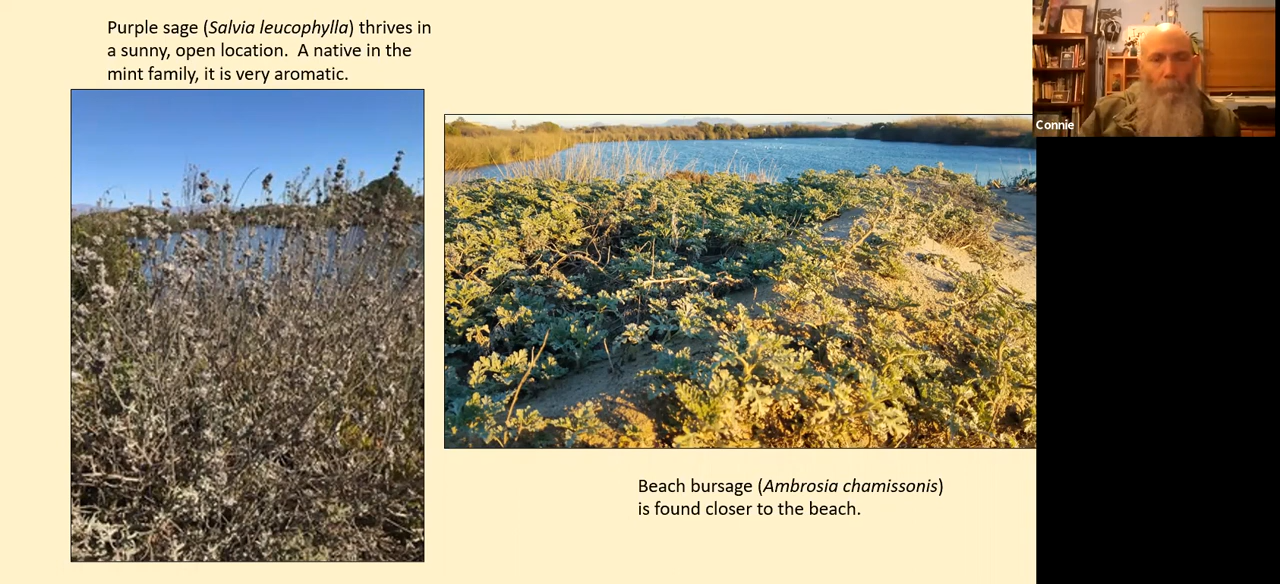 Purple sage (Salvia leucophylla) thrives in
a sunny, open location.  A native in the
mint family, it is very aromatic.
Connie
Beach bursage (Ambrosia chamissonis)
is found closer to the beach.